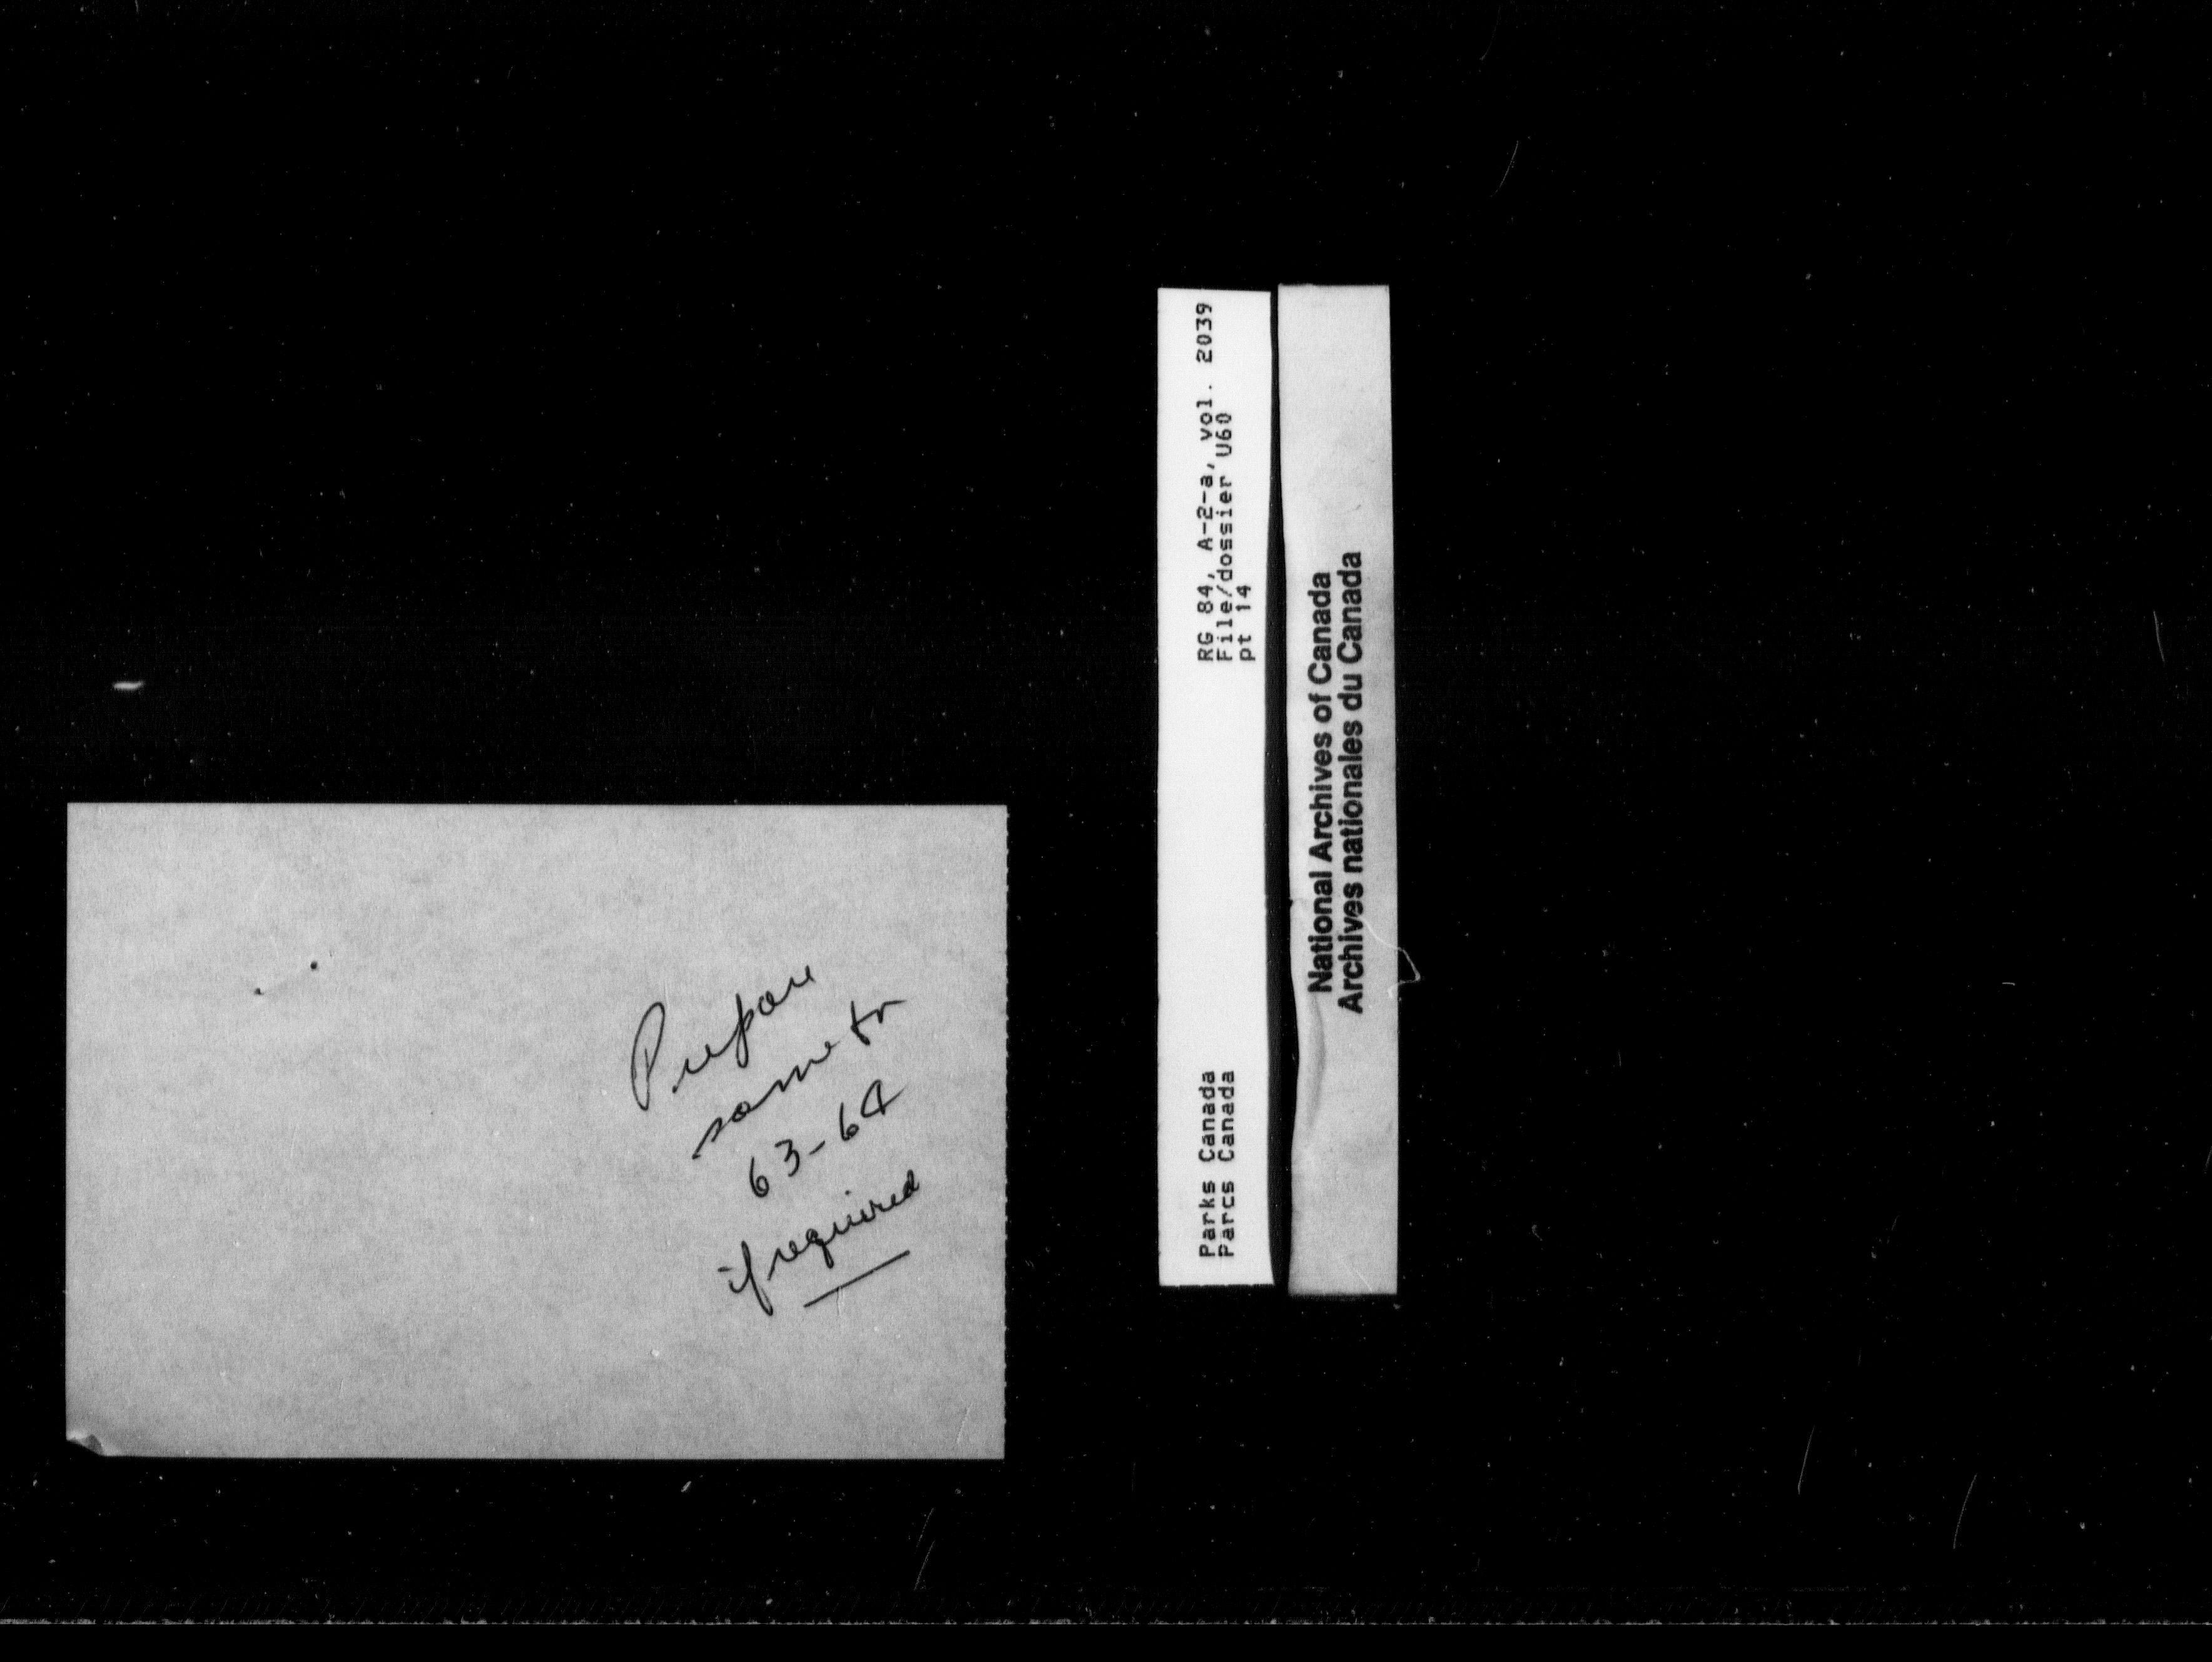 Prepare
same for
63-64
if required
Parks Canada
Parcs Canada
RG 84, A-2-a, vol. 2039
File/dossier U60
pt 14
National Archives of Canada
Archives nationales du Canada